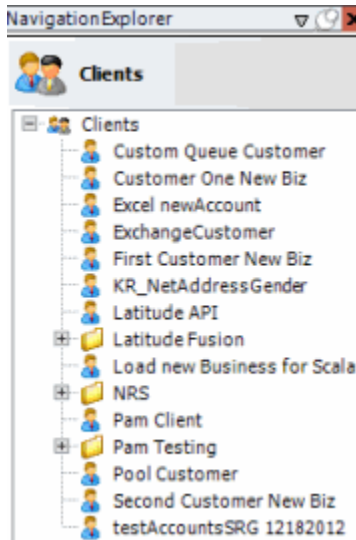 NavigationExplorer
Clients
Clients
Custom Queue Customer
Customer One New Biz
Excel newAccount
ExchangeCustomer
First Customer New Biz
KR_NetAddressGender
Latitude API
Latitude Fusion
Load new Business for Scala
NRS
Pam Client
Pam Testing
Pool Customer
Second Customer New Biz
testAccountsSRG 12182012